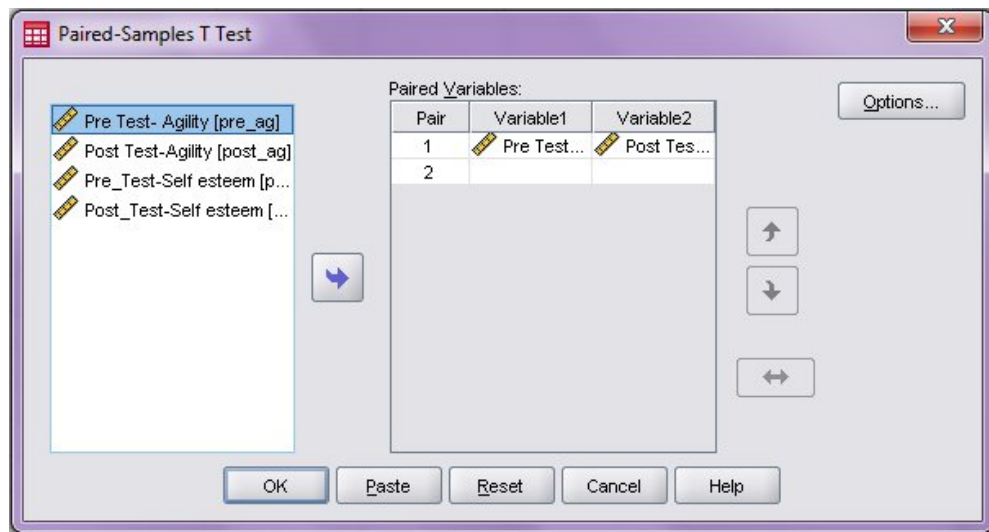 Paired-Samples T Test
Paired Variables:
Options...
Pre Test- Agility [pre_ag]
Post Test-Agility [post_ag]
Pre_Test-Self esteem [p...
Post_Test-Self esteem [...
Pair Variable1 Variable2
1 Pre Test... Post Tes...
2
OK Paste Reset Cancel Help